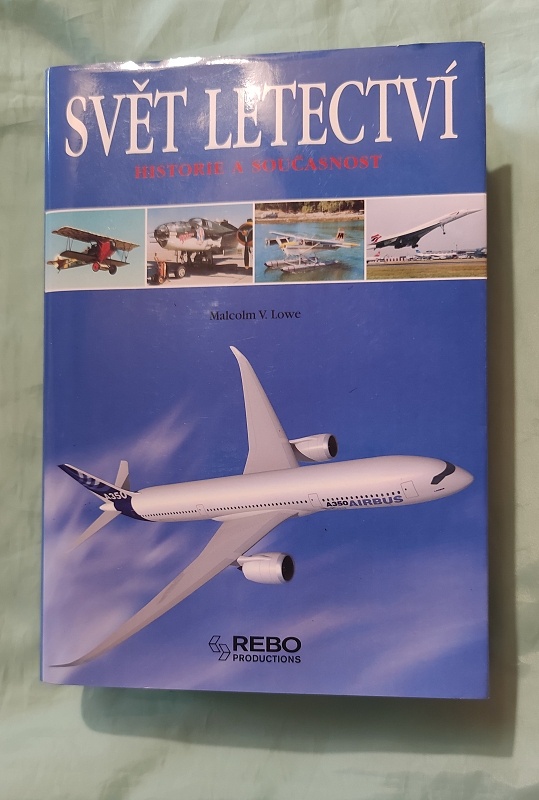 SVĚT LETECTVÍ
HISTORIE A SOUČASNOST
Malcolm V. Lowe
A350
A350 AIRBUS
REBO
PRODUCTIONS